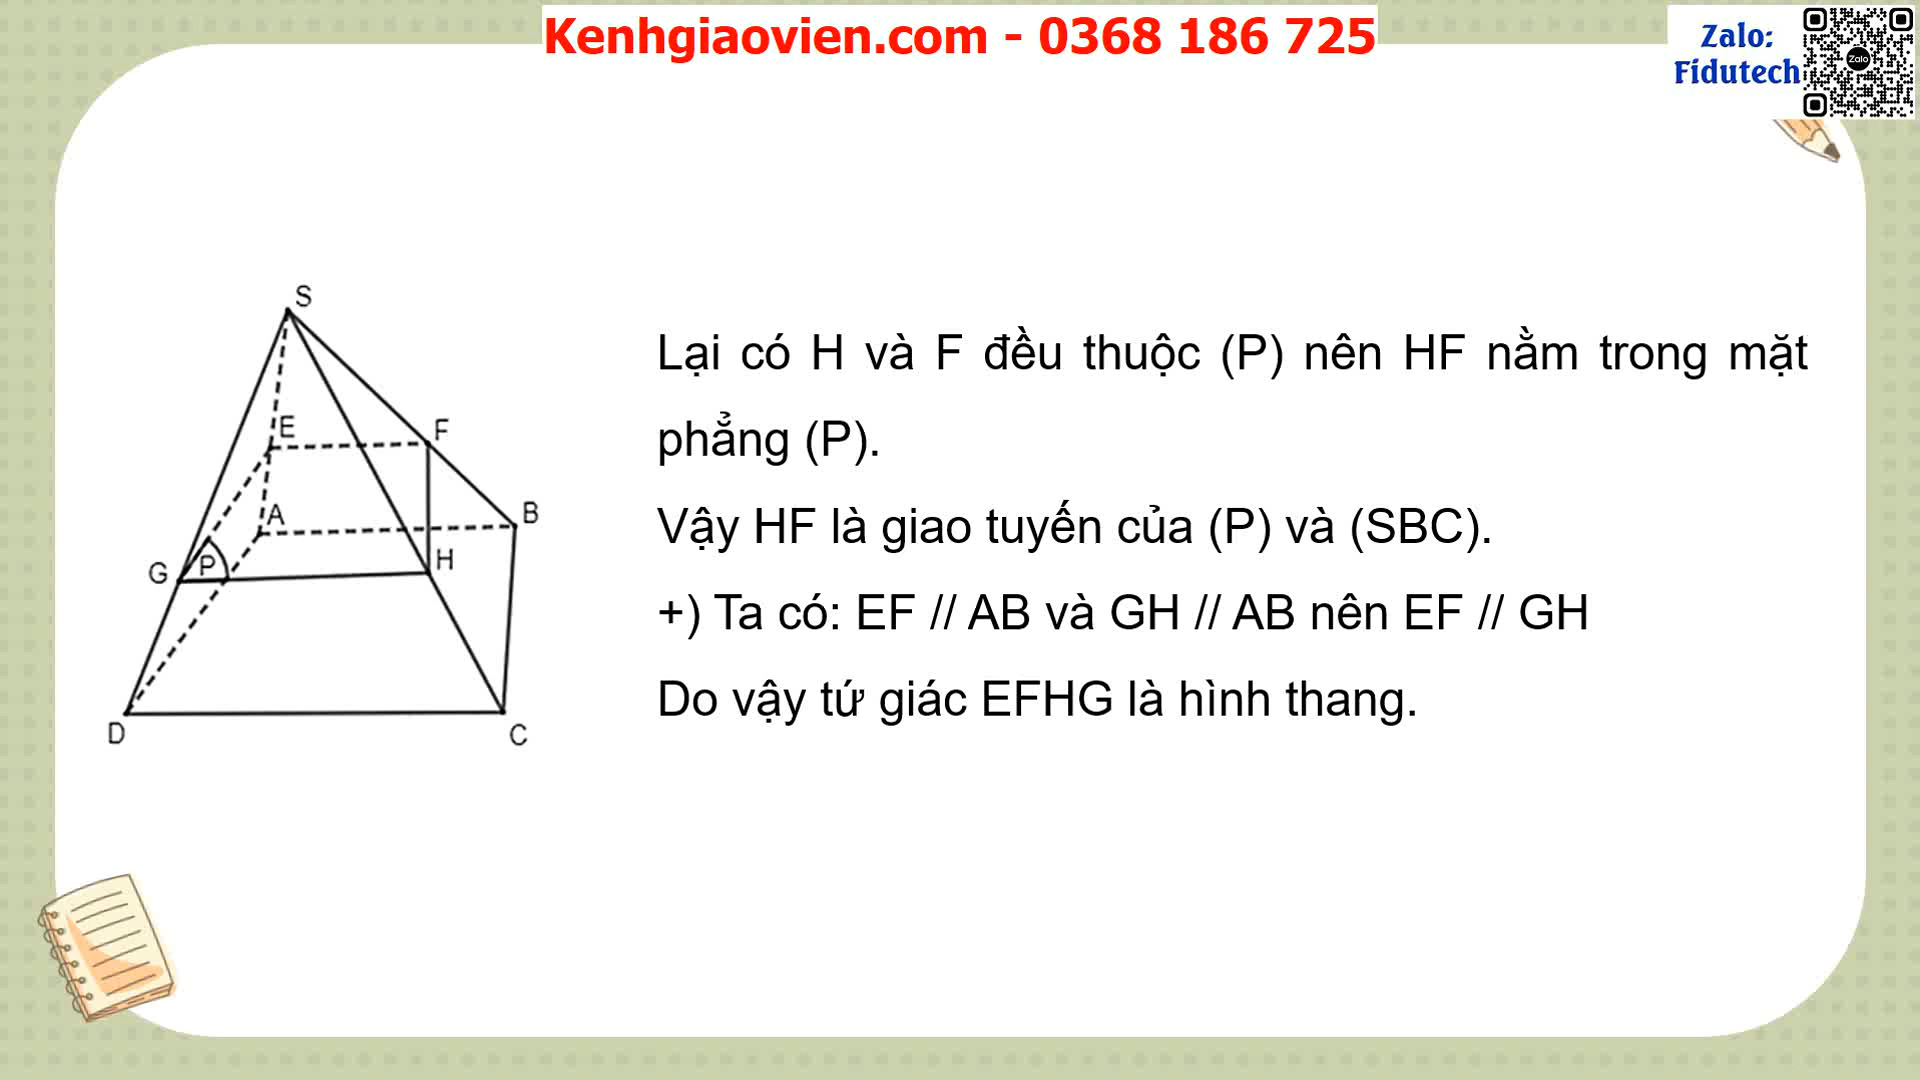 Kenhgiaovien.com - 0368 186 725
Zalo:
Fidutech
Zalo
S
E
F
A
B
G
P
H
D
C
Lại có H và F đều thuộc (P) nên HF nằm trong mặt
phẳng (P).
Vậy HF là giao tuyến của (P) và (SBC).
+) Ta có: EF // AB và GH // AB nên EF // GH
Do vậy tứ giác EFHG là hình thang.